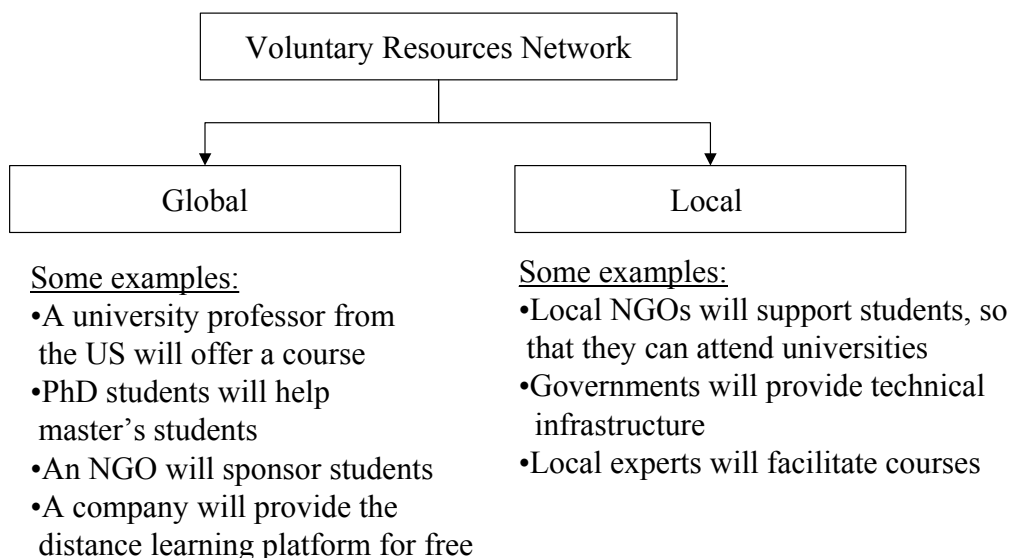 Voluntary Resources Network
Global
Local
Some examples:
•A university professor from
the US will offer a course
•PhD students will help
master’s students
•An NGO will sponsor students
•A company will provide the
distance learning platform for free
Some examples:
•Local NGOs will support students, so
that they can attend universities
•Governments will provide technical
infrastructure
•Local experts will facilitate courses